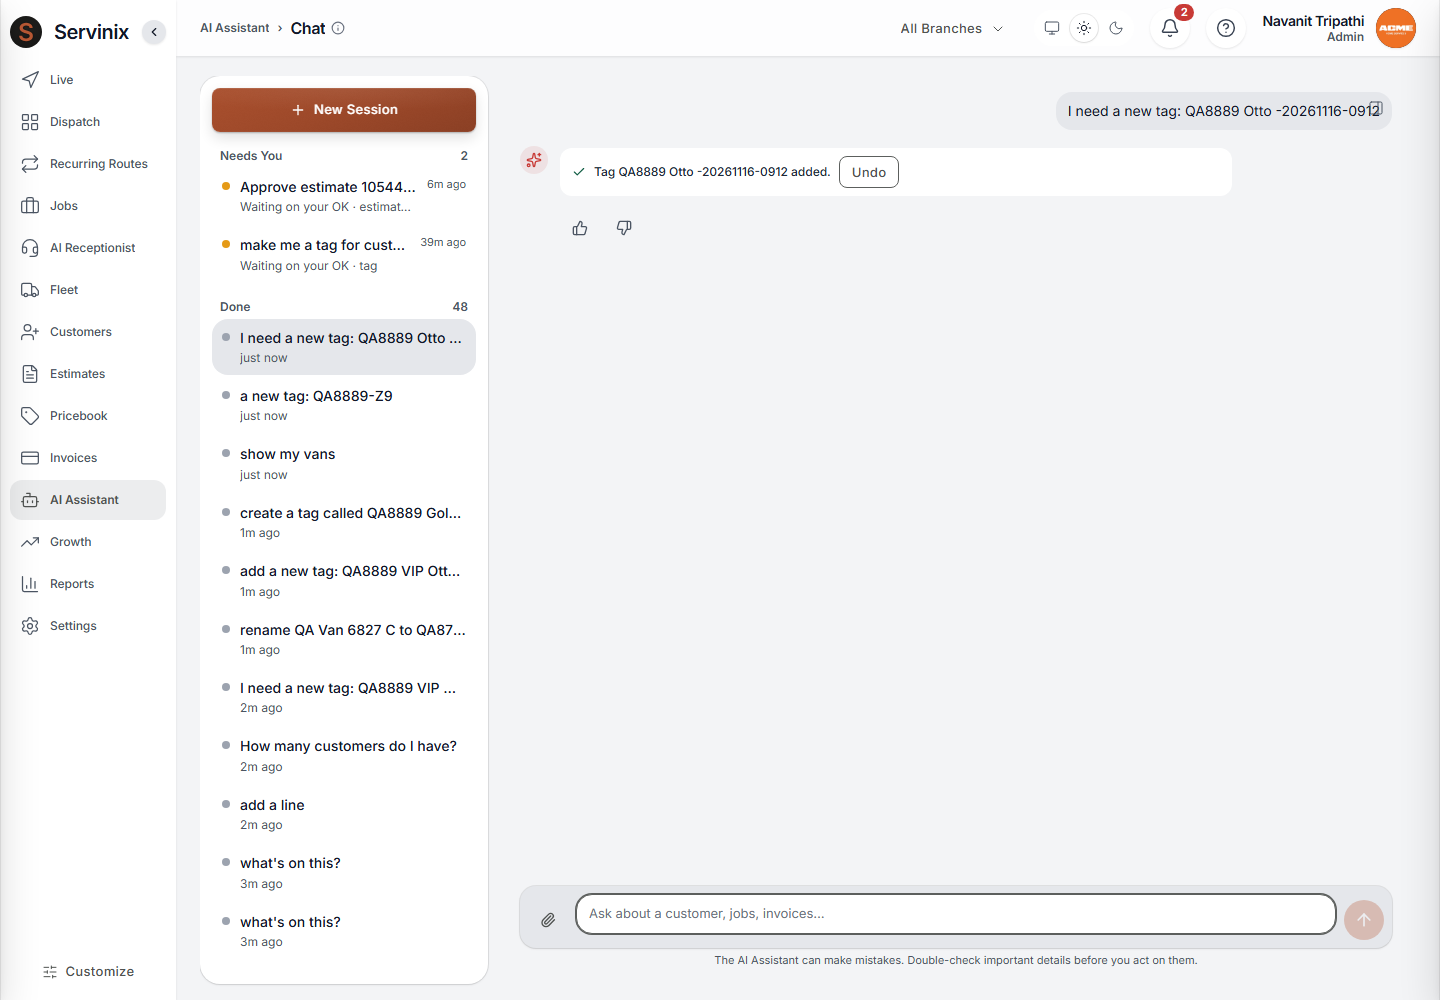 S
Servinix
AI Assistant
Chat
All Branches
2
Navanit Tripathi
Admin
ACME
Live
Dispatch
Recurring Routes
Jobs
AI Receptionist
Fleet
Customers
Estimates
Pricebook
Invoices
AI Assistant
Growth
Reports
Settings
Customize
New Session
Needs You 2
Approve estimate 10544... 6m ago
Waiting on your OK · estimat...
make me a tag for cust... 39m ago
Waiting on your OK · tag
Done 48
I need a new tag: QA8889 Otto ...
just now
a new tag: QA8889-Z9
just now
show my vans
just now
create a tag called QA8889 Gol...
1m ago
add a new tag: QA8889 VIP Ott...
1m ago
rename QA Van 6827 C to QA87...
1m ago
I need a new tag: QA8889 VIP ...
2m ago
How many customers do I have?
2m ago
add a line
2m ago
what's on this?
3m ago
what's on this?
3m ago
I need a new tag: QA8889 Otto -20261116-0912
Tag QA8889 Otto -20261116-0912 added. Undo
Ask about a customer, jobs, invoices...
The AI Assistant can make mistakes. Double-check important details before you act on them.